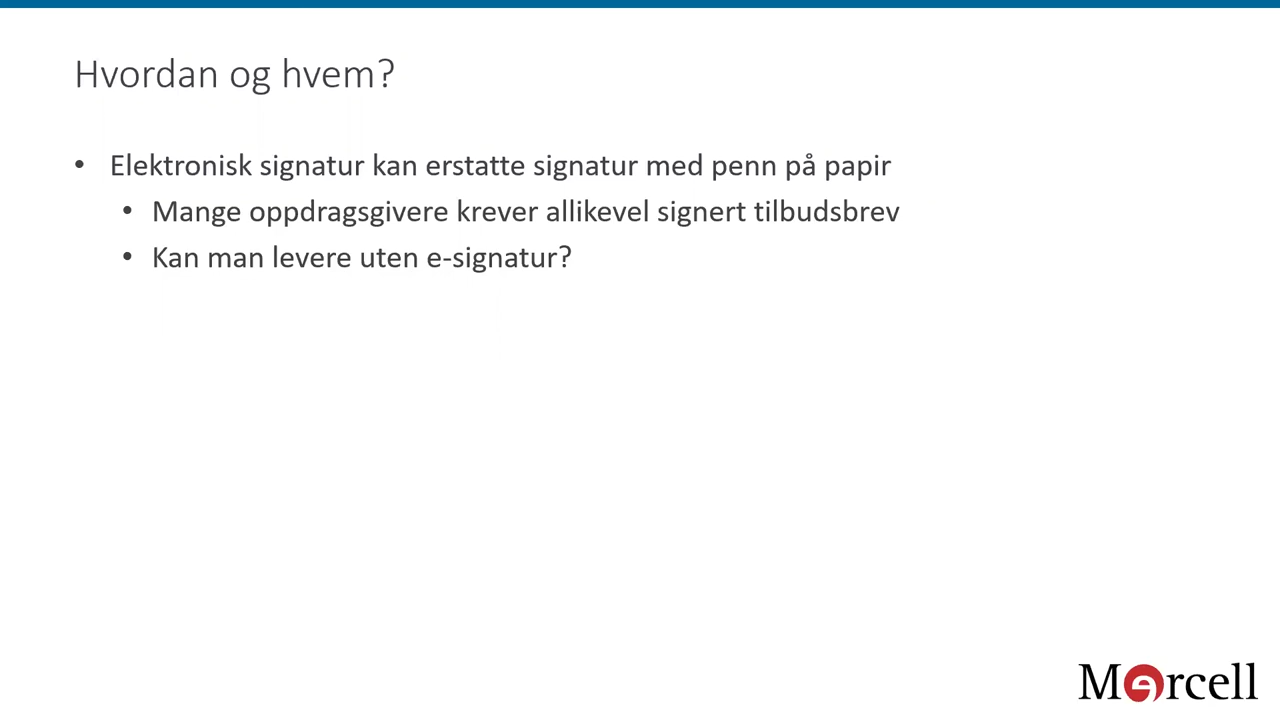 Hvordan og hvem?
• Elektronisk signatur kan erstatte signatur med penn på papir
• Mange oppdragsgivere krever allikevel signert tilbudsbrev
• Kan man levere uten e-signatur?
Mercell